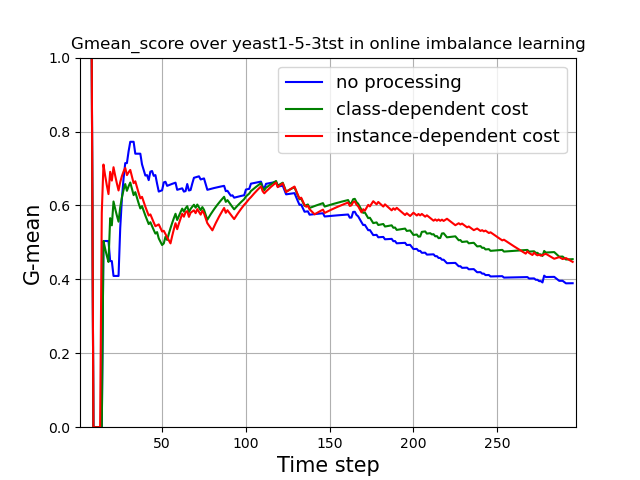 Gmean_score over yeast1-5-3tst in online imbalance learning
no processing
class-dependent cost
instance-dependent cost
G-mean
1.0
0.8
0.6
0.4
0.2
0.0
50 100 150 200 250
Time step